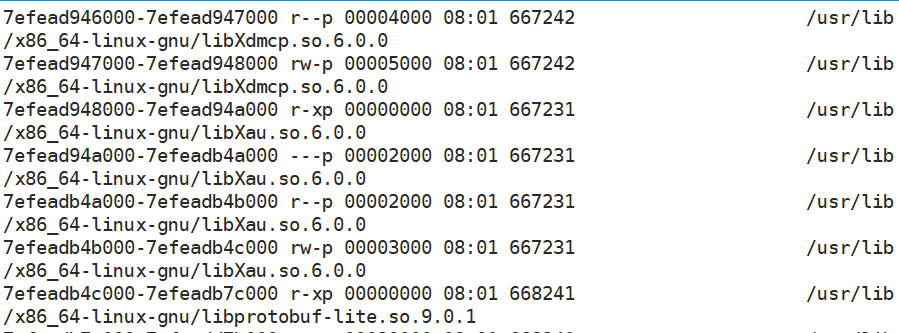 7efead946000-7efead947000 r--p 00004000 08:01 667242                     /usr/lib
/x86_64-linux-gnu/libXdmcp.so.6.0.0
7efead947000-7efead948000 rw-p 00005000 08:01 667242                     /usr/lib
/x86_64-linux-gnu/libXdmcp.so.6.0.0
7efead948000-7efead94a000 r-xp 00000000 08:01 667231                     /usr/lib
/x86_64-linux-gnu/libXau.so.6.0.0
7efead94a000-7efeadb4a000 ---p 00002000 08:01 667231                     /usr/lib
/x86_64-linux-gnu/libXau.so.6.0.0
7efeadb4a000-7efeadb4b000 r--p 00002000 08:01 667231                     /usr/lib
/x86_64-linux-gnu/libXau.so.6.0.0
7efeadb4b000-7efeadb4c000 rw-p 00003000 08:01 667231                     /usr/lib
/x86_64-linux-gnu/libXau.so.6.0.0
7efeadb4c000-7efeadb7c000 r-xp 00000000 08:01 668241                     /usr/lib
/x86_64-linux-gnu/libprotobuf-lite.so.9.0.1